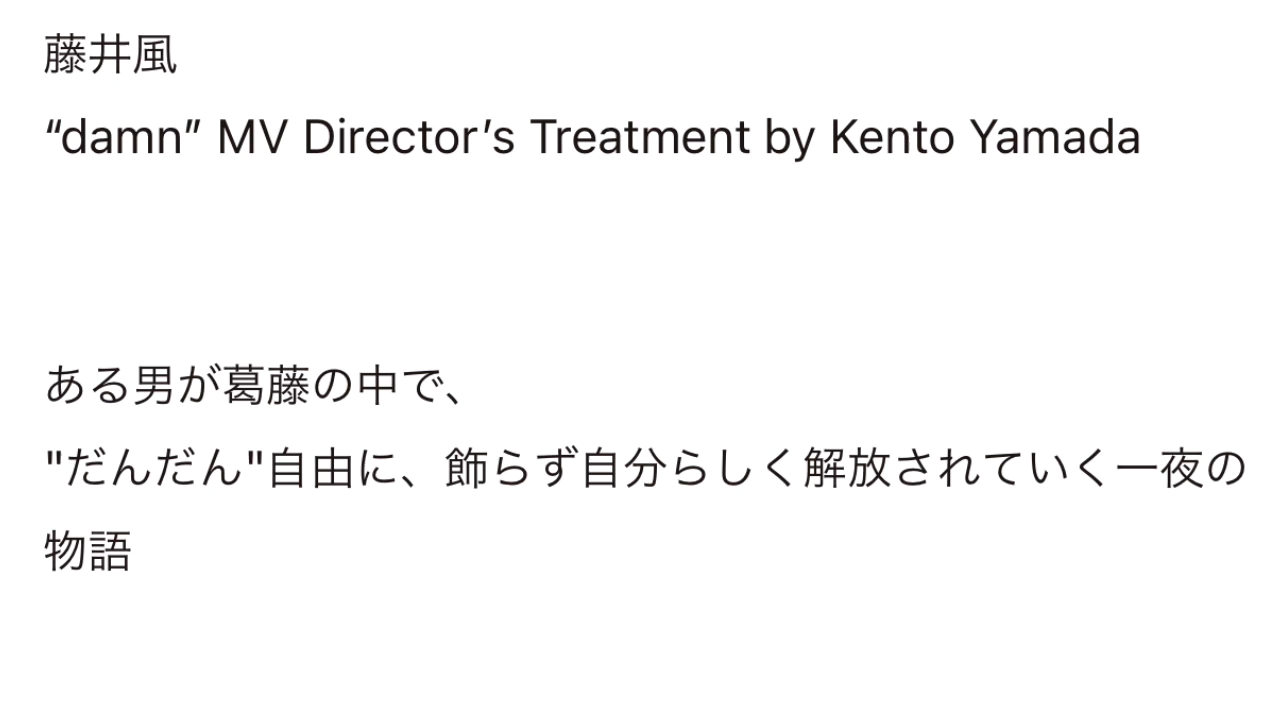 藤井風
“damn” MV Director’s Treatment by Kento Yamada
ある男が葛藤の中で、
"だんだん"自由に、飾らず自分らしく解放されていく一夜の
物語